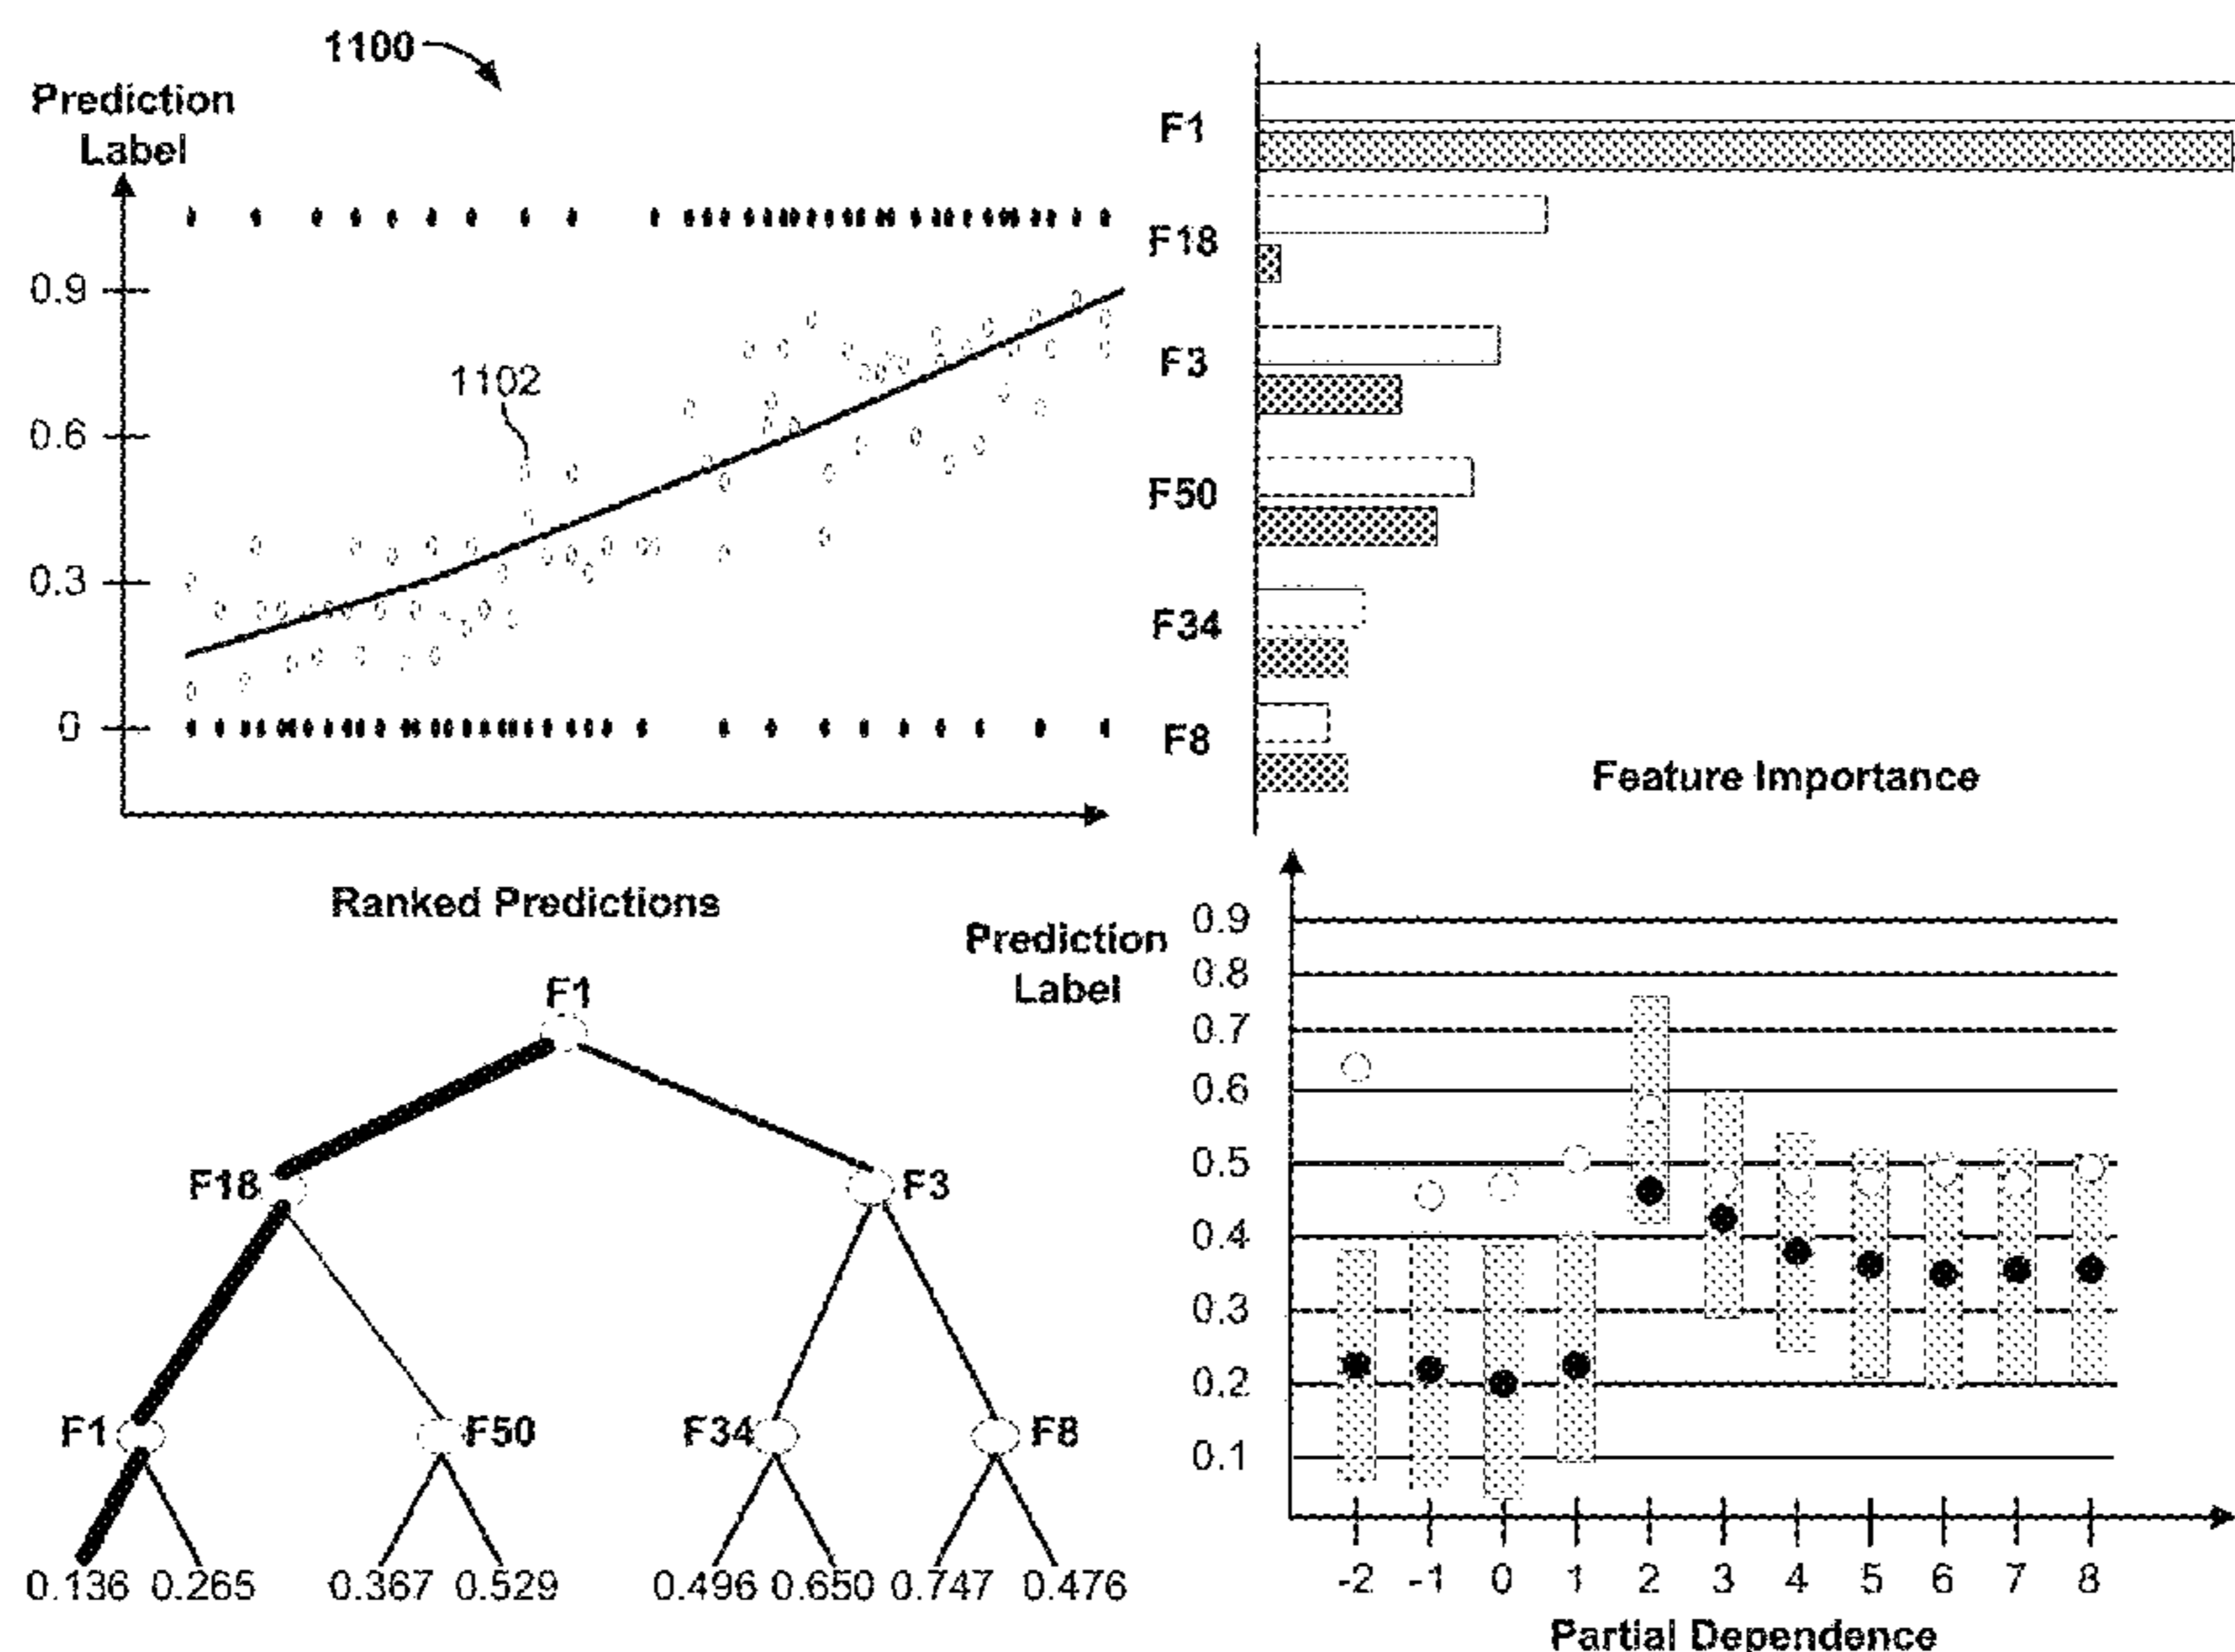 1100
Prediction
Label
0.9
0.6
0.3
0
1102
Ranked Predictions
F1
F18
F3
F50
F34
F8
Feature Importance
F1
F18
F3
F1
F50
F34
F8
0.136 0.265 0.367 0.529 0.496 0.650 0.747 0.476
Prediction
Label
0.9
0.8
0.7
0.6
0.5
0.4
0.3
0.2
0.1
-2 -1 0 1 2 3 4 5 6 7 8
Partial Dependence